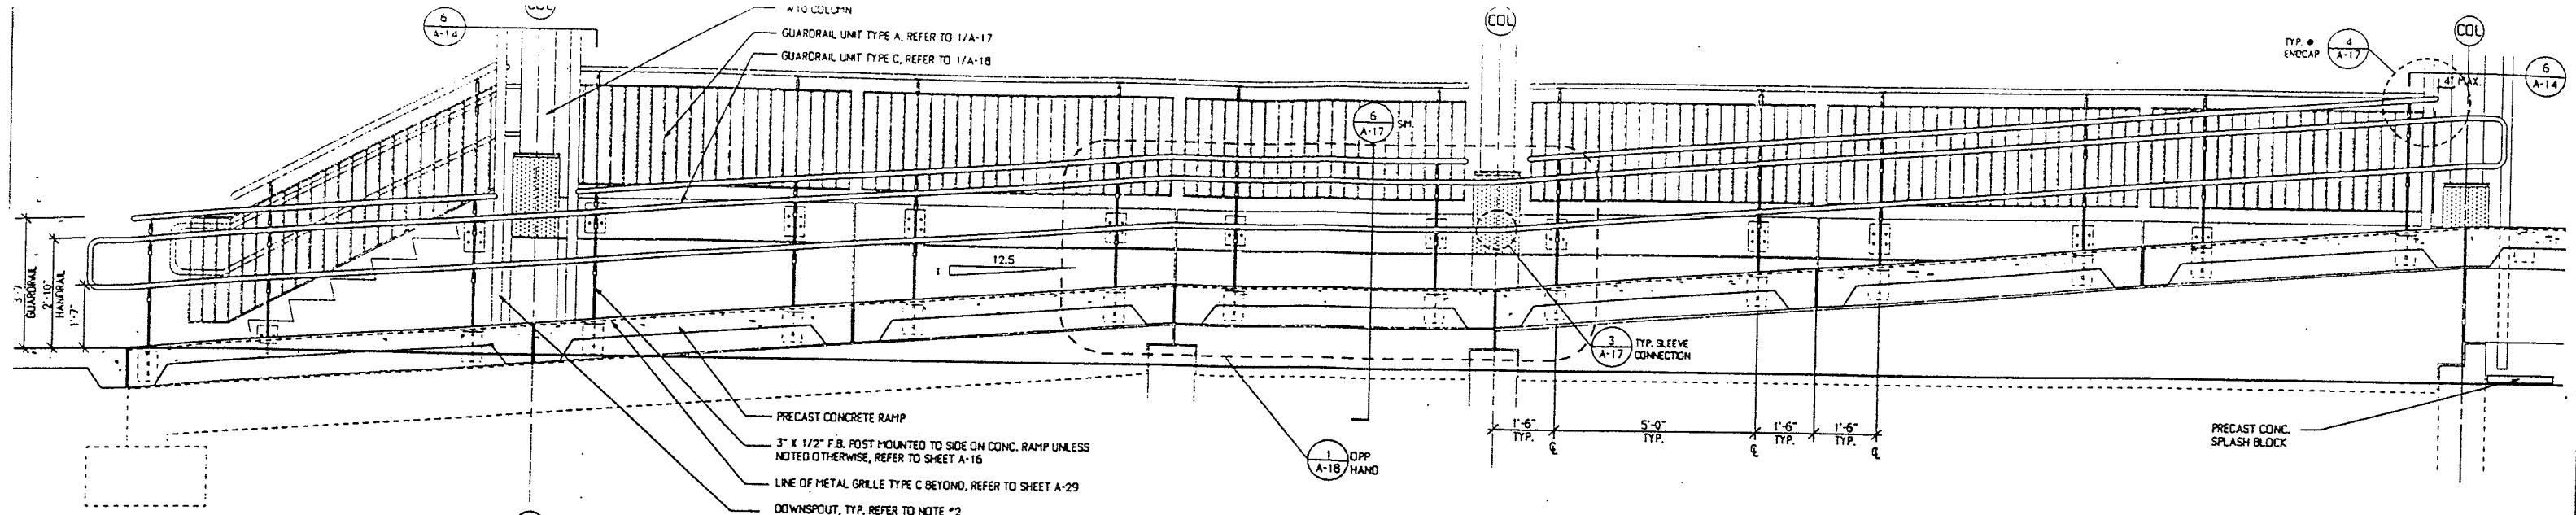 COL
W10 COLUMN
6
A-14
GUARDRAIL UNIT TYPE A, REFER TO 1/A-17
GUARDRAIL UNIT TYPE C, REFER TO 1/A-18
COL
COL
TYP. @
ENDCAP
4
A-17
4" MAX.
6
A-14
6
A-17
SIM.
12.5
1
3'-7
GUARDRAIL
2'-10"
HANDRAIL
1'-7"
3
A-17
TYP. SLEEVE
CONNECTION
PRECAST CONCRETE RAMP
3" X 1/2" F.B. POST MOUNTED TO SIDE ON CONC. RAMP UNLESS
NOTED OTHERWISE, REFER TO SHEET A-16
LINE OF METAL GRILLE TYPE C BEYOND, REFER TO SHEET A-29
DOWNSPOUT, TYP. REFER TO NOTE #2
1
A-18
OPP
HAND
1'-6"
TYP.
5'-0"
TYP.
1'-6"
TYP.
1'-6"
TYP.
PRECAST CONC.
SPLASH BLOCK